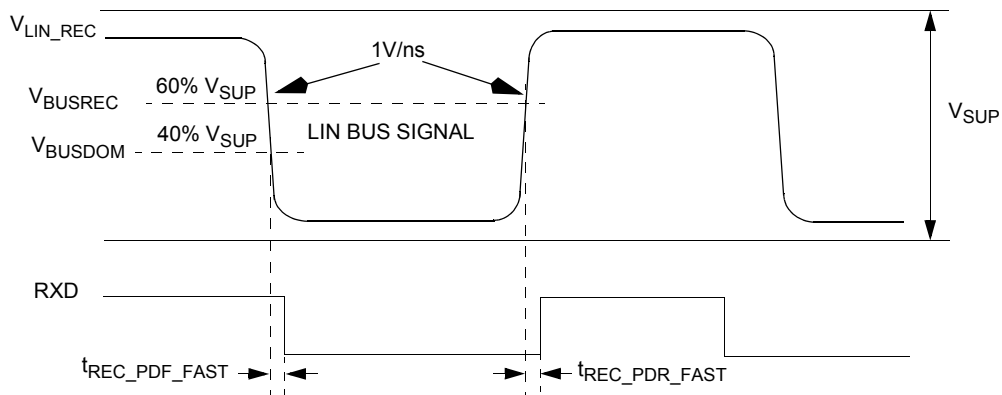 V_LIN_REC
1V/ns
60% V_SUP
V_BUSREC
V_SUP
40% V_SUP
LIN BUS SIGNAL
V_BUSDOM
RXD
t_REC_PDF_FAST
t_REC_PDR_FAST